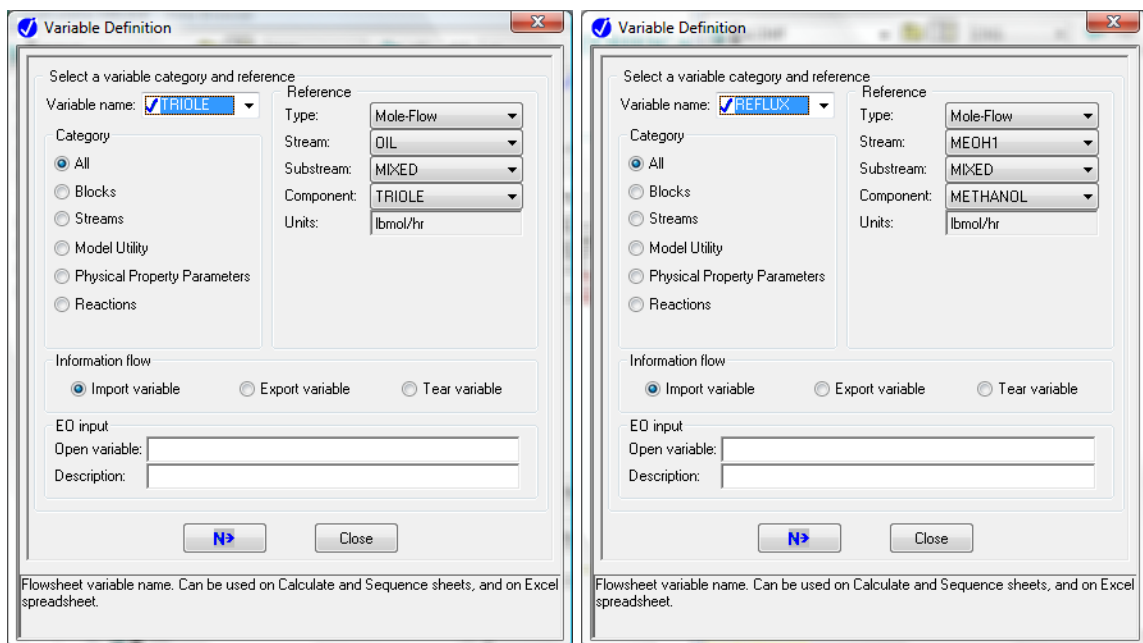 Variable Definition
Select a variable category and reference
Variable name: TRIOLE
Category
All
Blocks
Streams
Model Utility
Physical Property Parameters
Reactions
Reference
Type: Mole-Flow
Stream: OIL
Substream: MIXED
Component: TRIOLE
Units: lbmol/hr
Information flow
Import variable Export variable Tear variable
EO input
Open variable:
Description:
N Close
Flowsheet variable name. Can be used on Calculate and Sequence sheets, and on Excel
spreadsheet.
Variable Definition
Select a variable category and reference
Variable name: REFLUX
Category
All
Blocks
Streams
Model Utility
Physical Property Parameters
Reactions
Reference
Type: Mole-Flow
Stream: MEOH1
Substream: MIXED
Component: METHANOL
Units: lbmol/hr
Information flow
Import variable Export variable Tear variable
EO input
Open variable:
Description:
N Close
Flowsheet variable name. Can be used on Calculate and Sequence sheets, and on Excel
spreadsheet.